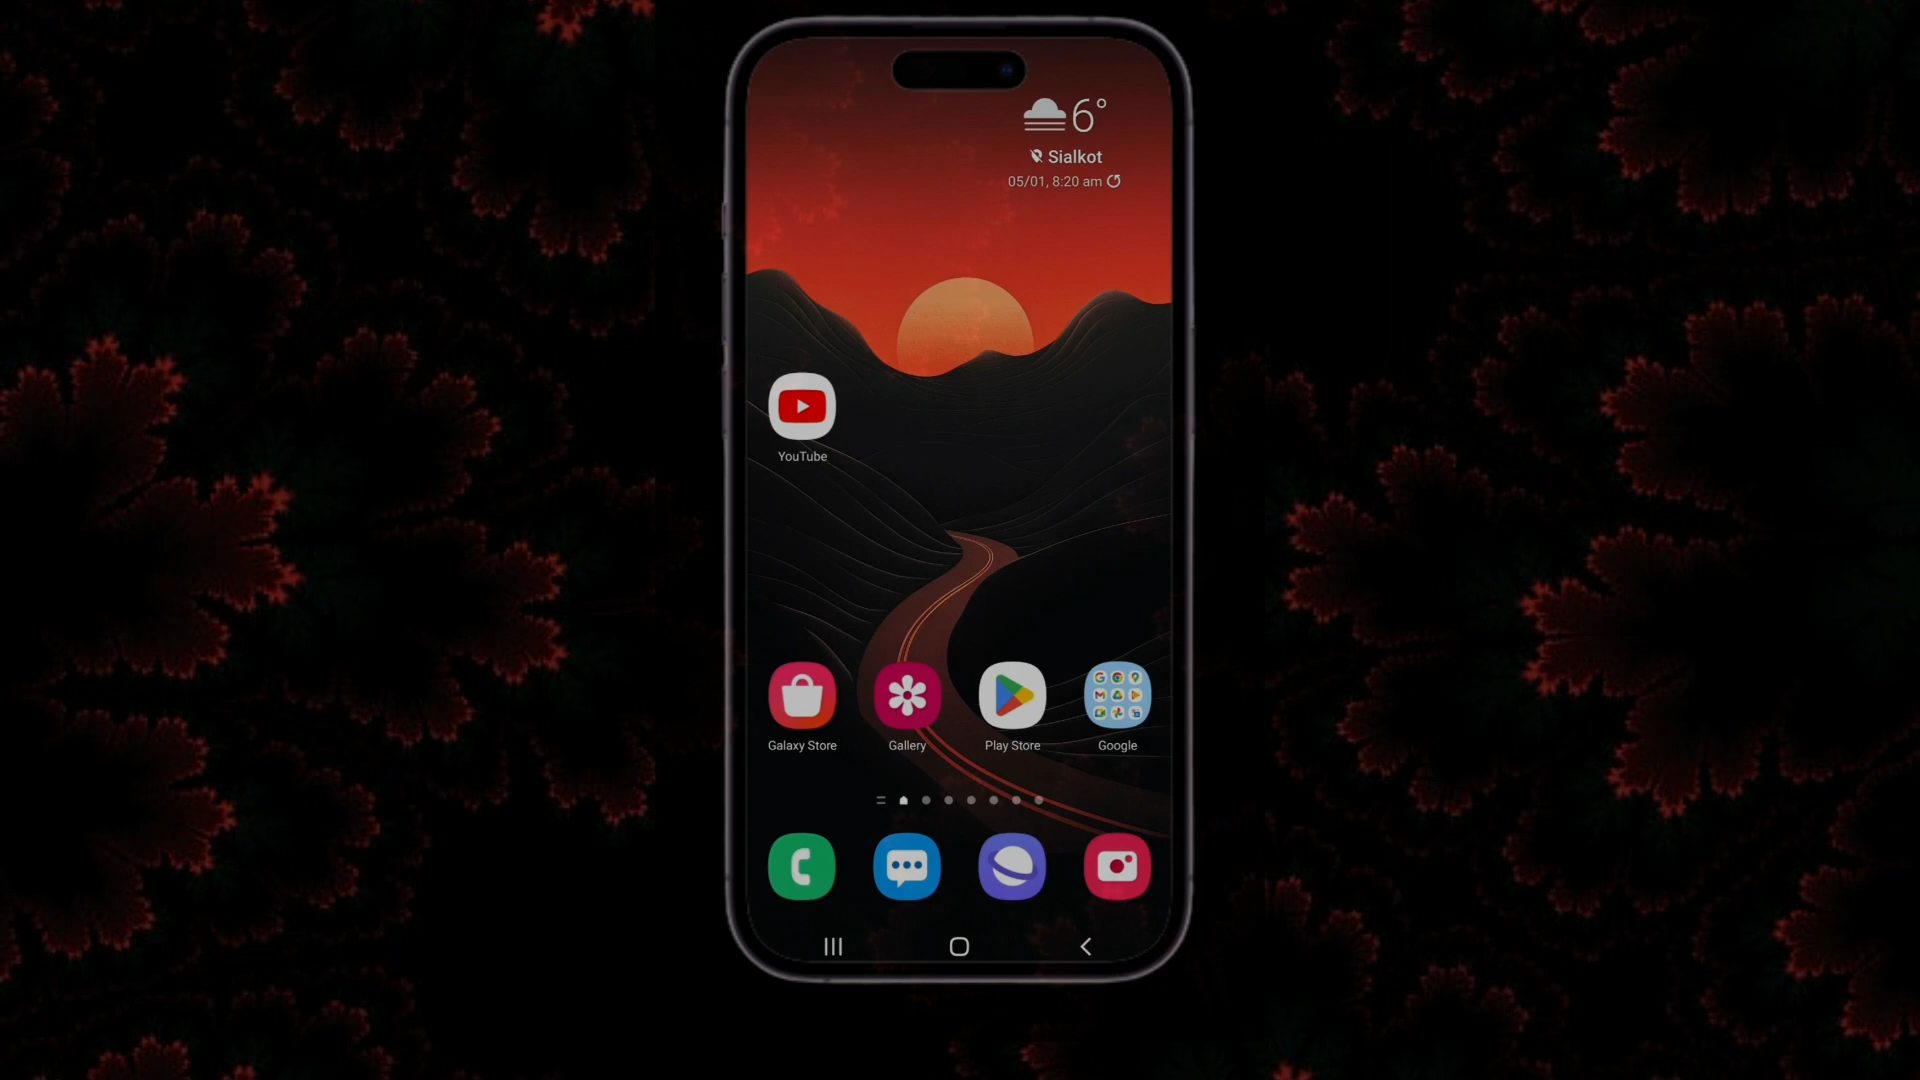 6°
Sialkot
05/01, 8:20 am
YouTube
Galaxy Store
Gallery
Play Store
Google